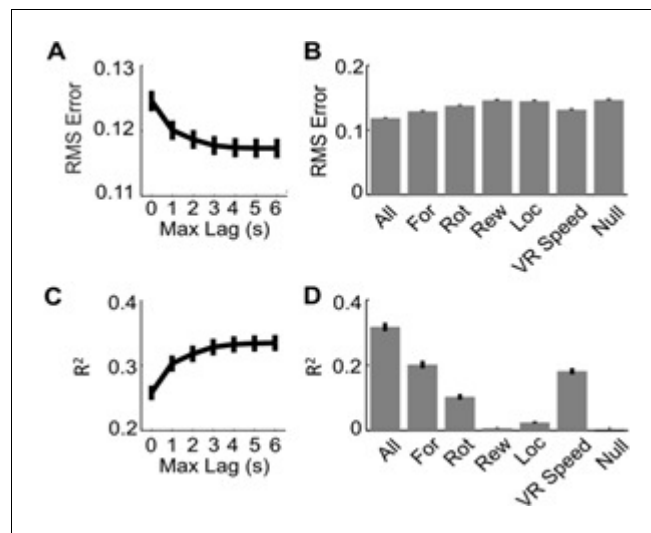 A
RMS Error
0.13
0.12
0.11
0 1 2 3 4 5 6
Max Lag (s)
B
RMS Error
0.2
0.1
0
All For Rot Rew Loc VR Speed Null
C
R²
0.4
0.3
0.2
0 1 2 3 4 5 6
Max Lag (s)
D
R²
0.4
0.2
0
All For Rot Rew Loc VR Speed Null